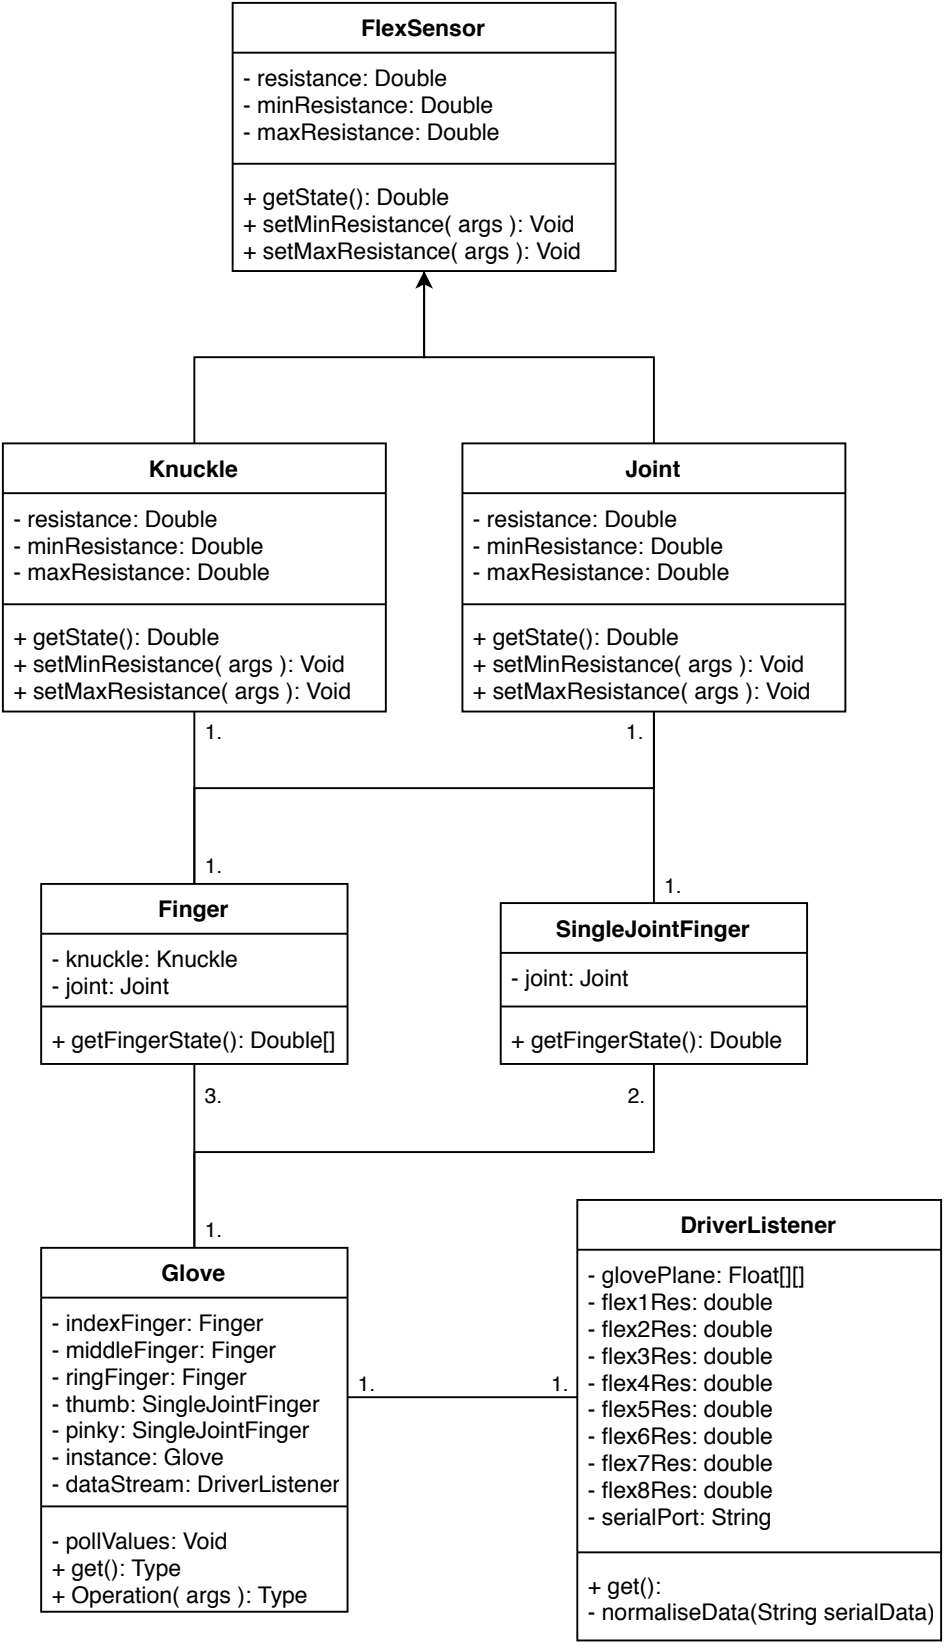 FlexSensor
- resistance: Double
- minResistance: Double
- maxResistance: Double
+ getState(): Double
+ setMinResistance( args ): Void
+ setMaxResistance( args ): Void
Knuckle
- resistance: Double
- minResistance: Double
- maxResistance: Double
+ getState(): Double
+ setMinResistance( args ): Void
+ setMaxResistance( args ): Void
Joint
- resistance: Double
- minResistance: Double
- maxResistance: Double
+ getState(): Double
+ setMinResistance( args ): Void
+ setMaxResistance( args ): Void
1.
1.
1.
1.
Finger
- knuckle: Knuckle
- joint: Joint
+ getFingerState(): Double[]
SingleJointFinger
- joint: Joint
+ getFingerState(): Double
3.
2.
1.
Glove
- indexFinger: Finger
- middleFinger: Finger
- ringFinger: Finger
- thumb: SingleJointFinger
- pinky: SingleJointFinger
- instance: Glove
- dataStream: DriverListener
- pollValues: Void
+ get(): Type
+ Operation( args ): Type
1.
1.
DriverListener
- glovePlane: Float[][]
- flex1Res: double
- flex2Res: double
- flex3Res: double
- flex4Res: double
- flex5Res: double
- flex6Res: double
- flex7Res: double
- flex8Res: double
- serialPort: String
+ get():
- normaliseData(String serialData)